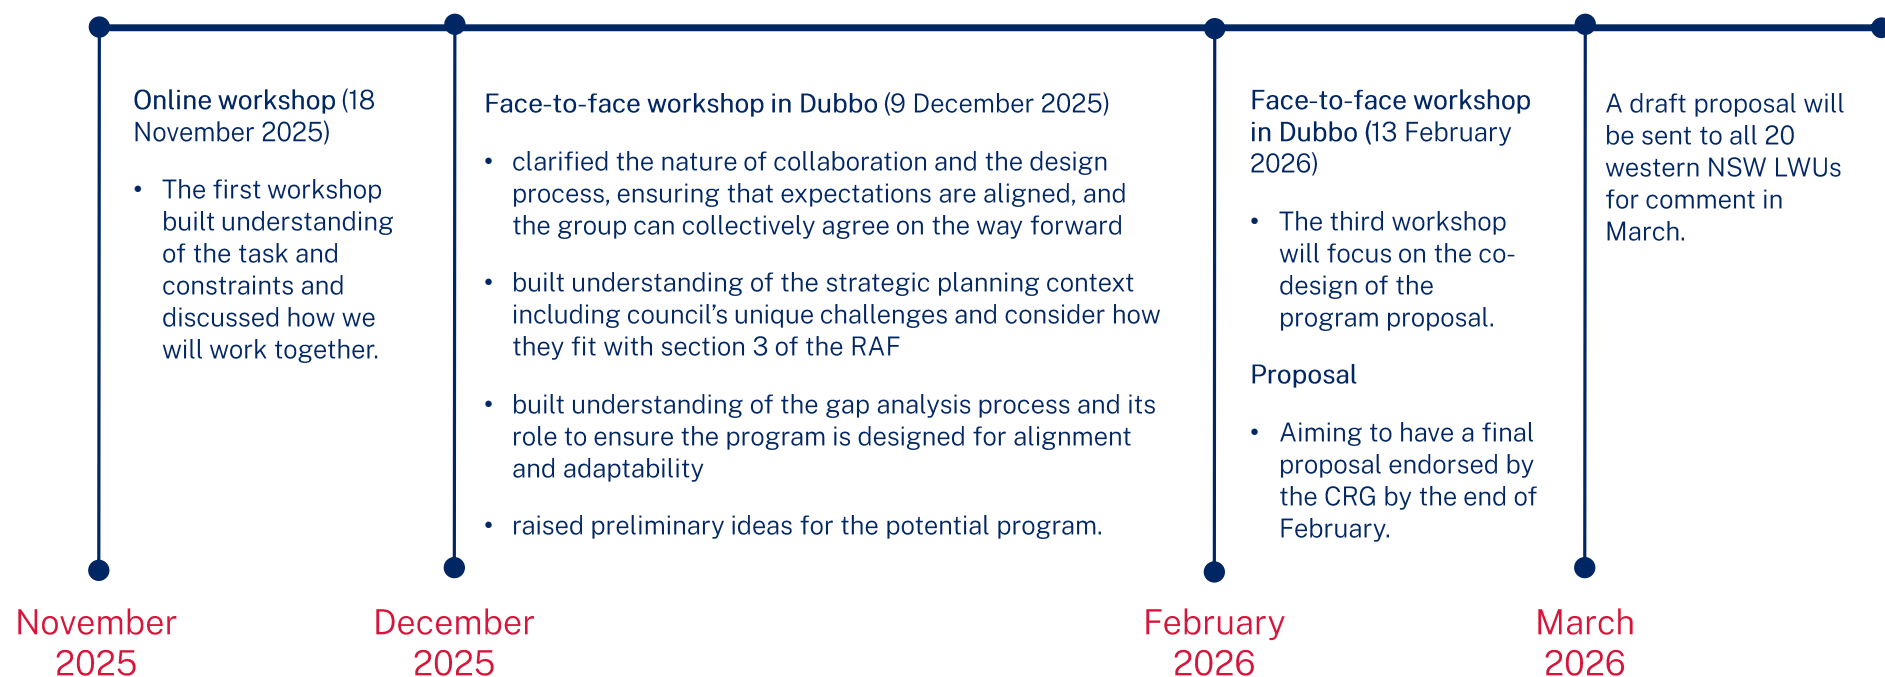 Online workshop (18
November 2025)
• The first workshop
built understanding
of the task and
constraints and
discussed how we
will work together.
Face-to-face workshop in Dubbo (9 December 2025)
• clarified the nature of collaboration and the design
process, ensuring that expectations are aligned, and
the group can collectively agree on the way forward
• built understanding of the strategic planning context
including council’s unique challenges and consider how
they fit with section 3 of the RAF
• built understanding of the gap analysis process and its
role to ensure the program is designed for alignment
and adaptability
• raised preliminary ideas for the potential program.
Face-to-face workshop
in Dubbo (13 February
2026)
• The third workshop
will focus on the co-
design of the
program proposal.
Proposal
• Aiming to have a final
proposal endorsed by
the CRG by the end of
February.
A draft proposal will
be sent to all 20
western NSW LWUs
for comment in
March.
November
2025
December
2025
February
2026
March
2026